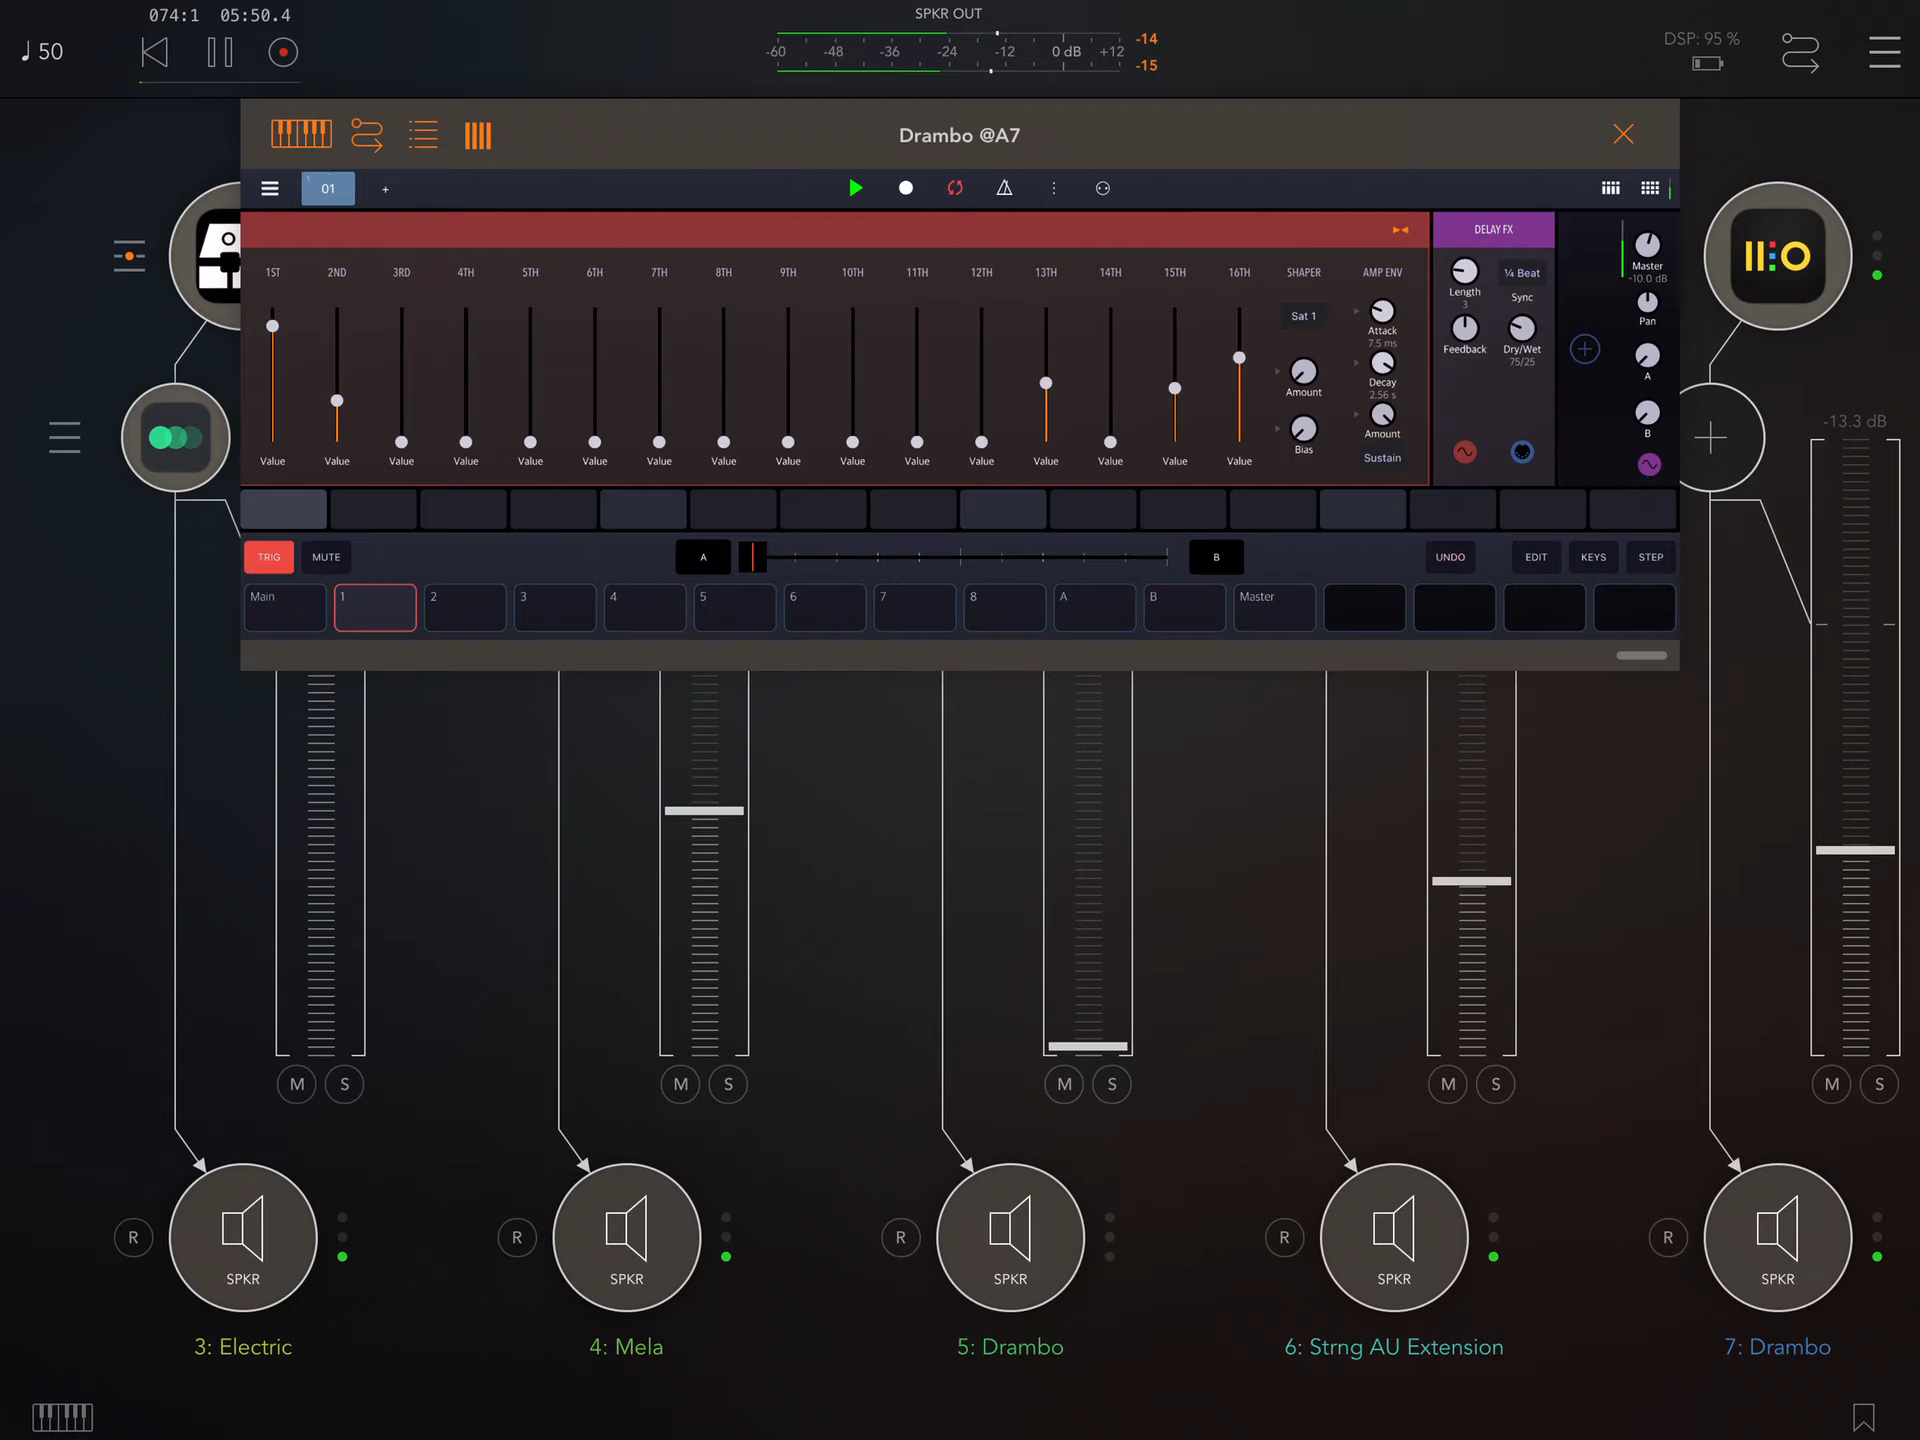 074:1 05:50.4
♩ 50
SPKR OUT
-60 -48 -36 -24 -12 0 dB +12
-14
-15
DSP: 95 %
Drambo @A7
1 01 +
DELAY FX
1ST 2ND 3RD 4TH 5TH 6TH 7TH 8TH 9TH 10TH 11TH 12TH 13TH 14TH 15TH 16TH SHAPER AMP ENV
Sat 1
Amount
Bias
Attack
7.5 ms
Decay
2.56 s
Amount
Sustain
Length
3
¼ Beat
Sync
Feedback
Dry/Wet
75/25
Master
-10.0 dB
Pan
A
B
Value Value Value Value Value Value Value Value Value Value Value Value Value Value Value Value
-13.3 dB
TRIG MUTE A B UNDO EDIT KEYS STEP
Main 1 2 3 4 5 6 7 8 A B Master
M S M S M S M S M S
R SPKR R SPKR R SPKR R SPKR R SPKR
3: Electric 4: Mela 5: Drambo 6: Strng AU Extension 7: Drambo